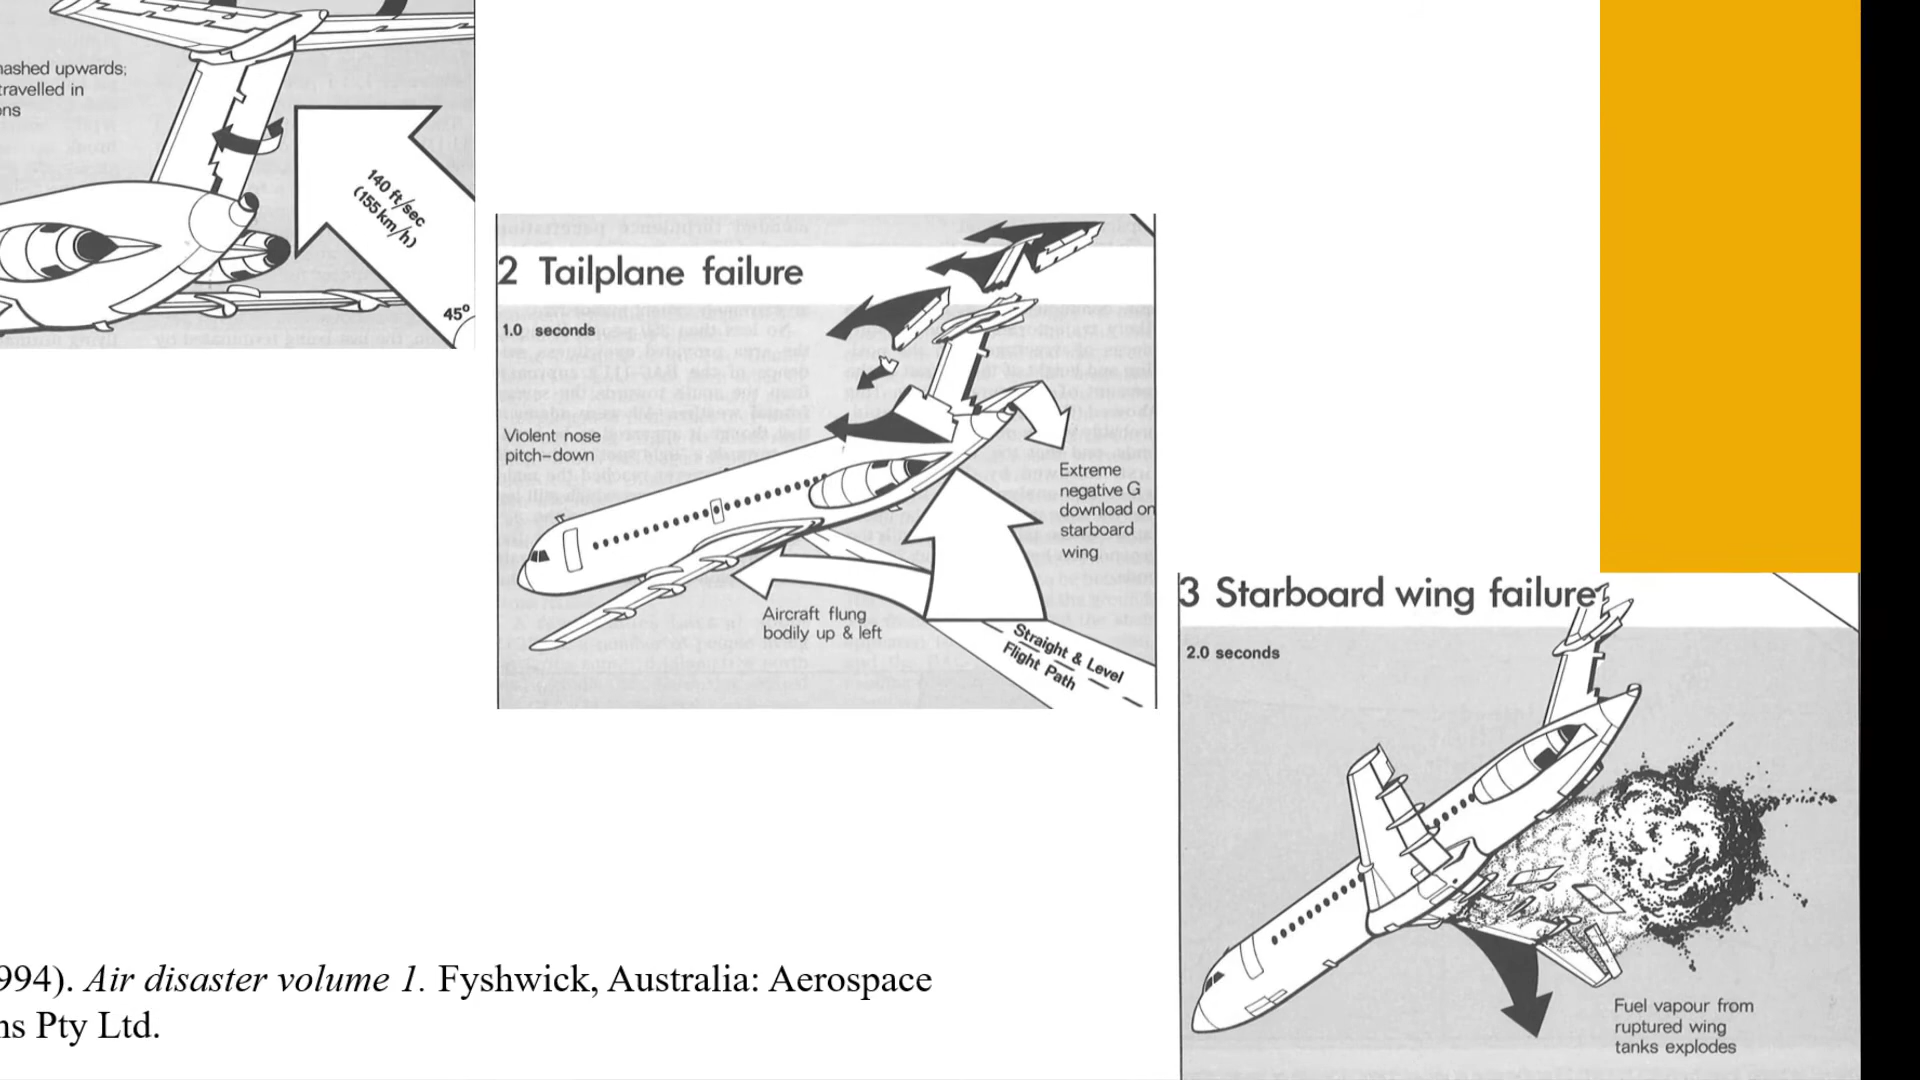 ashed upwards;
travelled in
ons
140 ft/sec
(155 km/h)
45°
2 Tailplane failure
1.0 seconds
Violent nose
pitch-down
Extreme
negative G
download on
starboard
wing
Aircraft flung
bodily up & left
Straight & Level
Flight Path
3 Starboard wing failure
2.0 seconds
Fuel vapour from
ruptured wing
tanks explodes
994). Air disaster volume 1. Fyshwick, Australia: Aerospace
ns Pty Ltd.